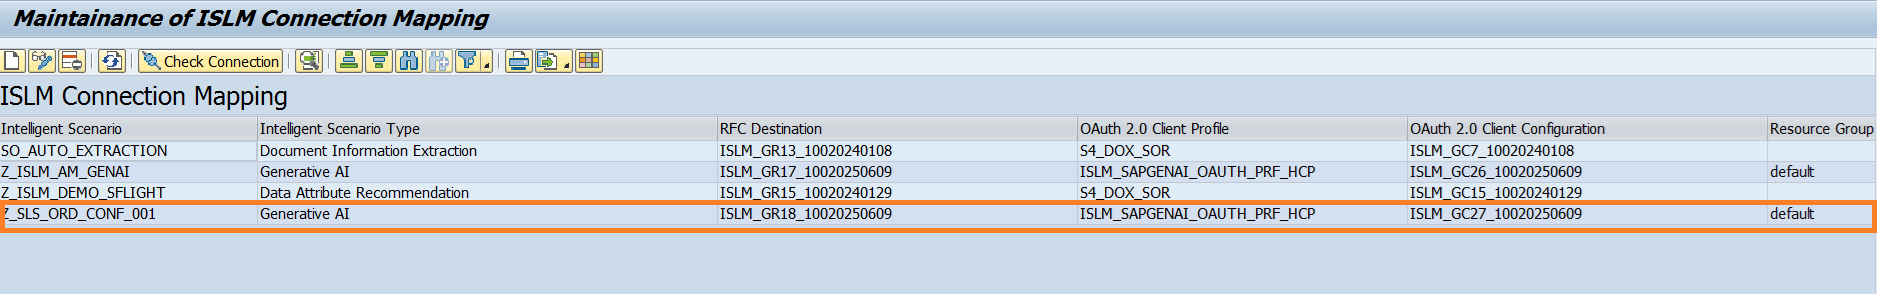 Maintainance of ISLM Connection Mapping
Check Connection
ISLM Connection Mapping
Intelligent Scenario Intelligent Scenario Type RFC Destination OAuth 2.0 Client Profile OAuth 2.0 Client Configuration Resource Group
SO_AUTO_EXTRACTION Document Information Extraction ISLM_GR13_10020240108 S4_DOX_SOR ISLM_GC7_10020240108
Z_ISLM_AM_GENAI Generative AI ISLM_GR17_10020250609 ISLM_SAPGENAI_OAUTH_PRF_HCP ISLM_GC26_10020250609 default
Z_ISLM_DEMO_SFLIGHT Data Attribute Recommendation ISLM_GR15_10020240129 S4_DOX_SOR ISLM_GC15_10020240129
Z_SLS_ORD_CONF_001 Generative AI ISLM_GR18_10020250609 ISLM_SAPGENAI_OAUTH_PRF_HCP ISLM_GC27_10020250609 default